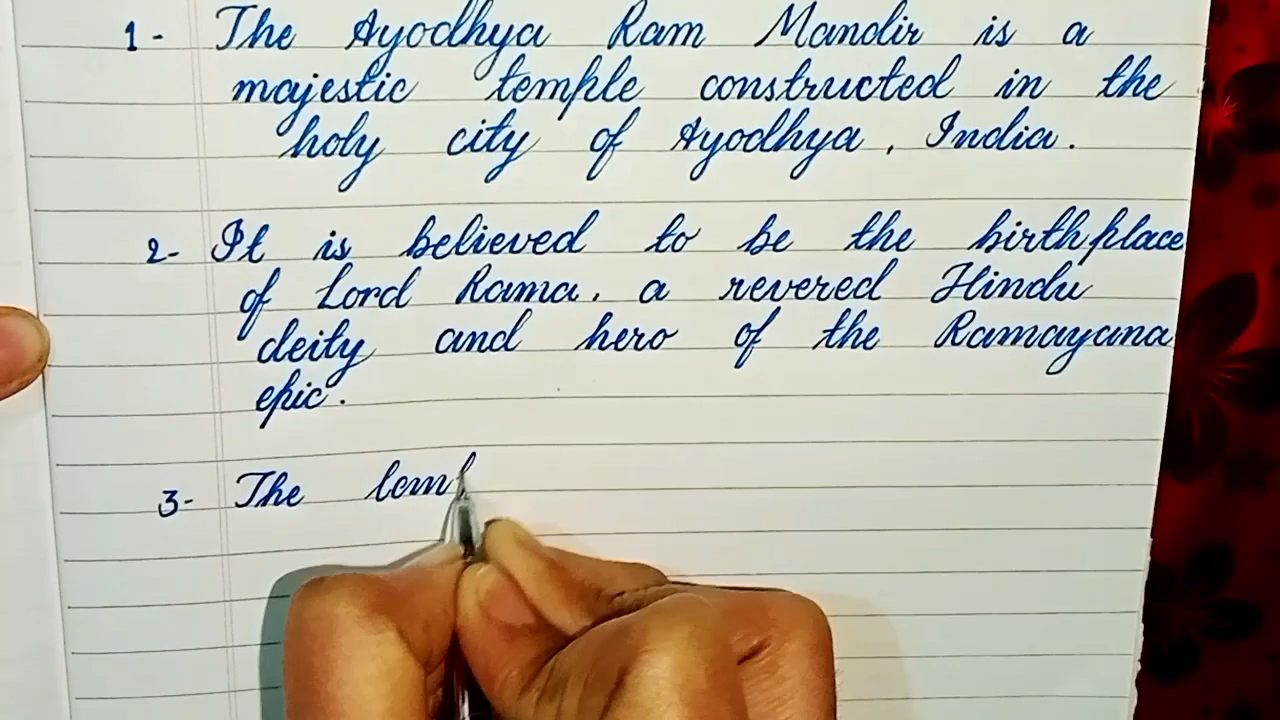 1- The Ayodhya Ram Mandir is a
majestic temple constructed in the
holy city of Ayodhya, India.
2- It is believed to be the birthplace
of Lord Rama, a revered Hindu
deity and hero of the Ramayana
epic.
3- The